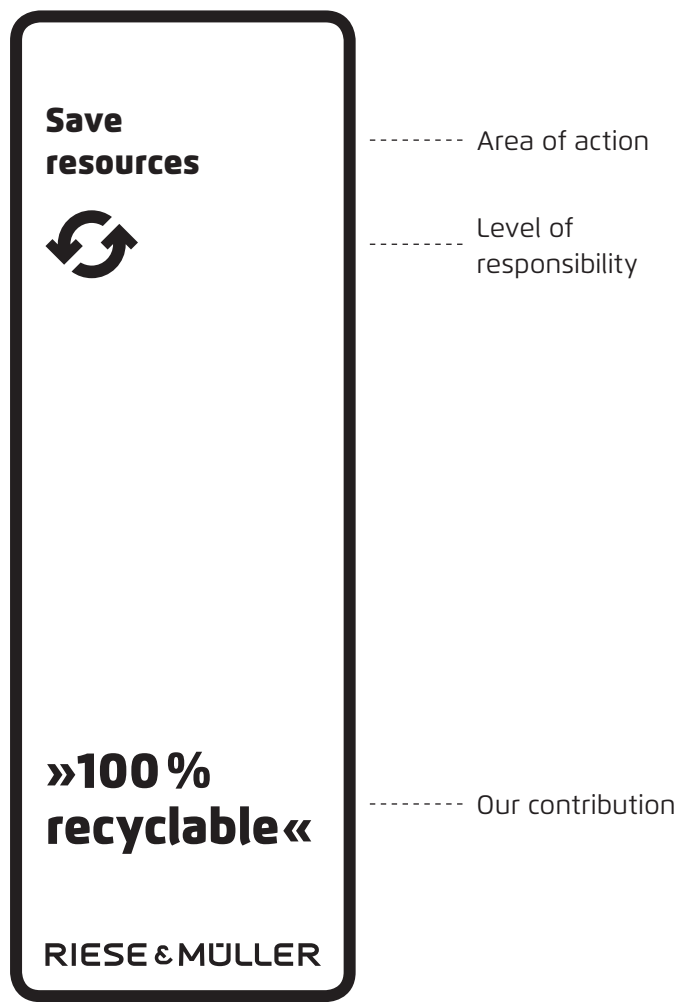 Save
resources
Area of action
Level of
responsibility
»100 %
recyclable«
Our contribution
RIESE & MÜLLER